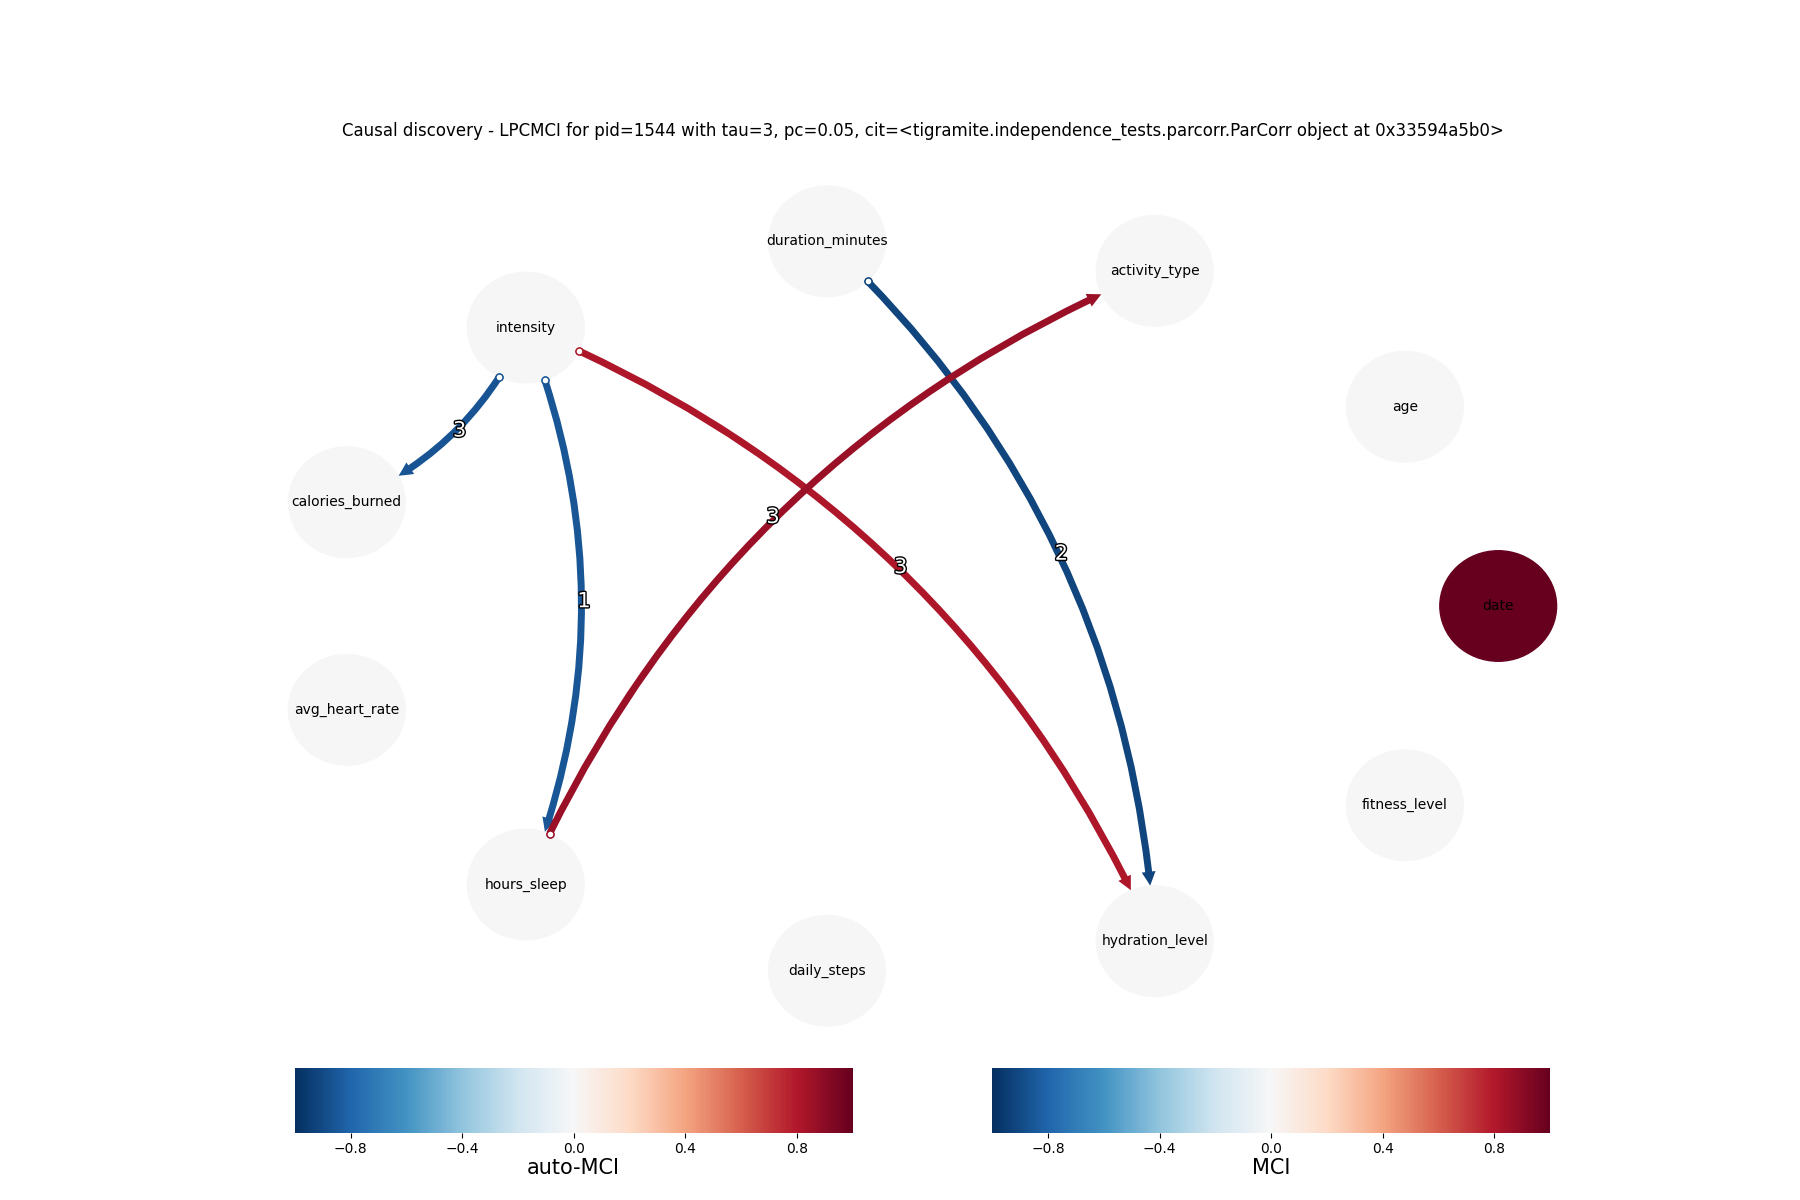 Causal discovery - LPCMCI for pid=1544 with tau=3, pc=0.05, cit=<tigramite.independence_tests.parcorr.ParCorr object at 0x33594a5b0>
duration_minutes
activity_type
intensity
age
3
calories_burned
3
2
3
1
date
avg_heart_rate
fitness_level
hours_sleep
hydration_level
daily_steps
−0.8 −0.4 0.0 0.4 0.8
auto-MCI
−0.8 −0.4 0.0 0.4 0.8
MCI